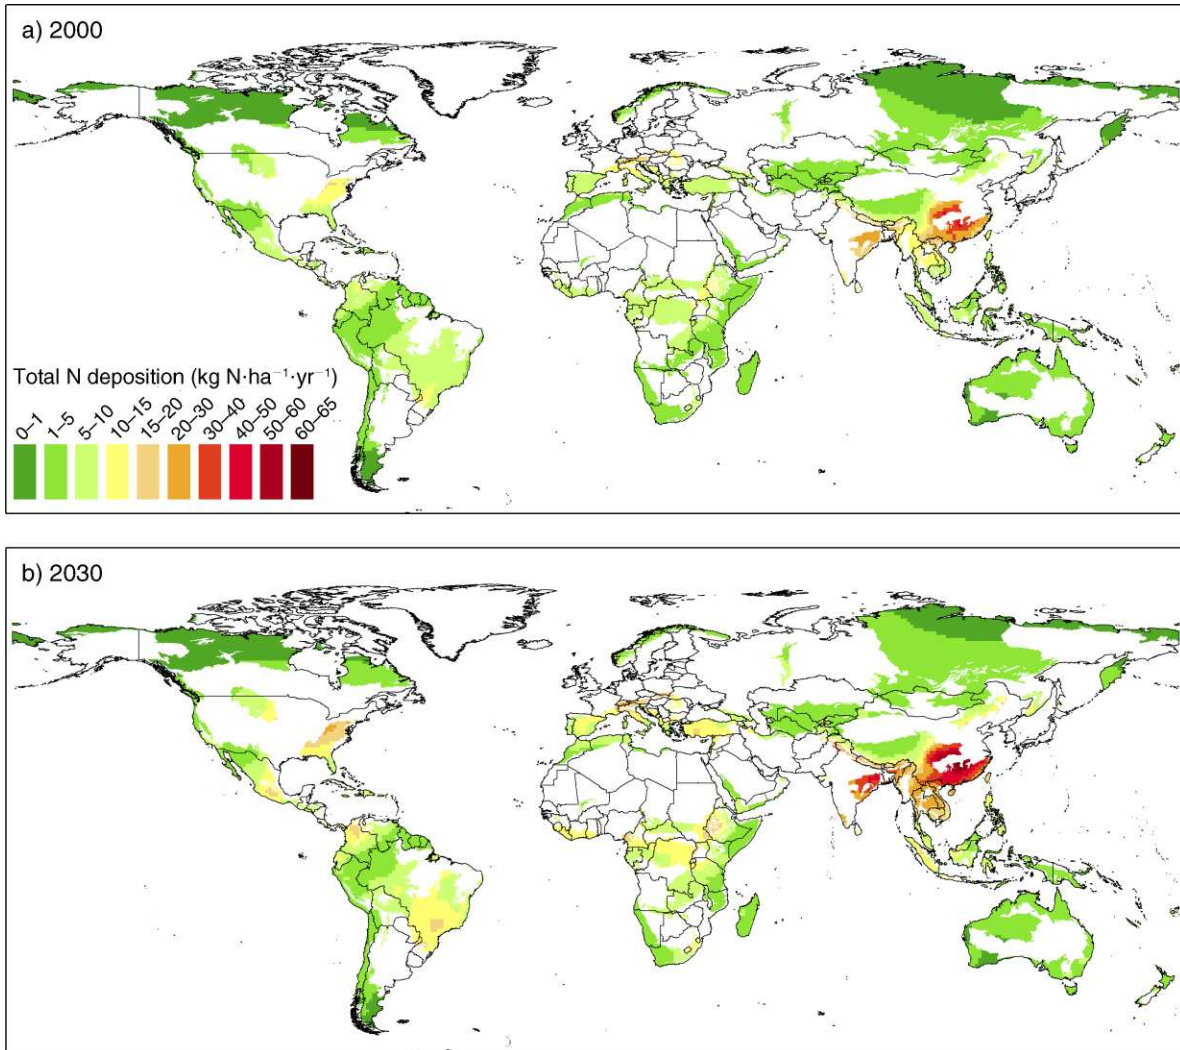 a) 2000
Total N deposition (kg N·ha⁻¹·yr⁻¹)
0–1 1–5 5–10 10–15 15–20 20–30 30–40 40–50 50–60 60–65
b) 2030